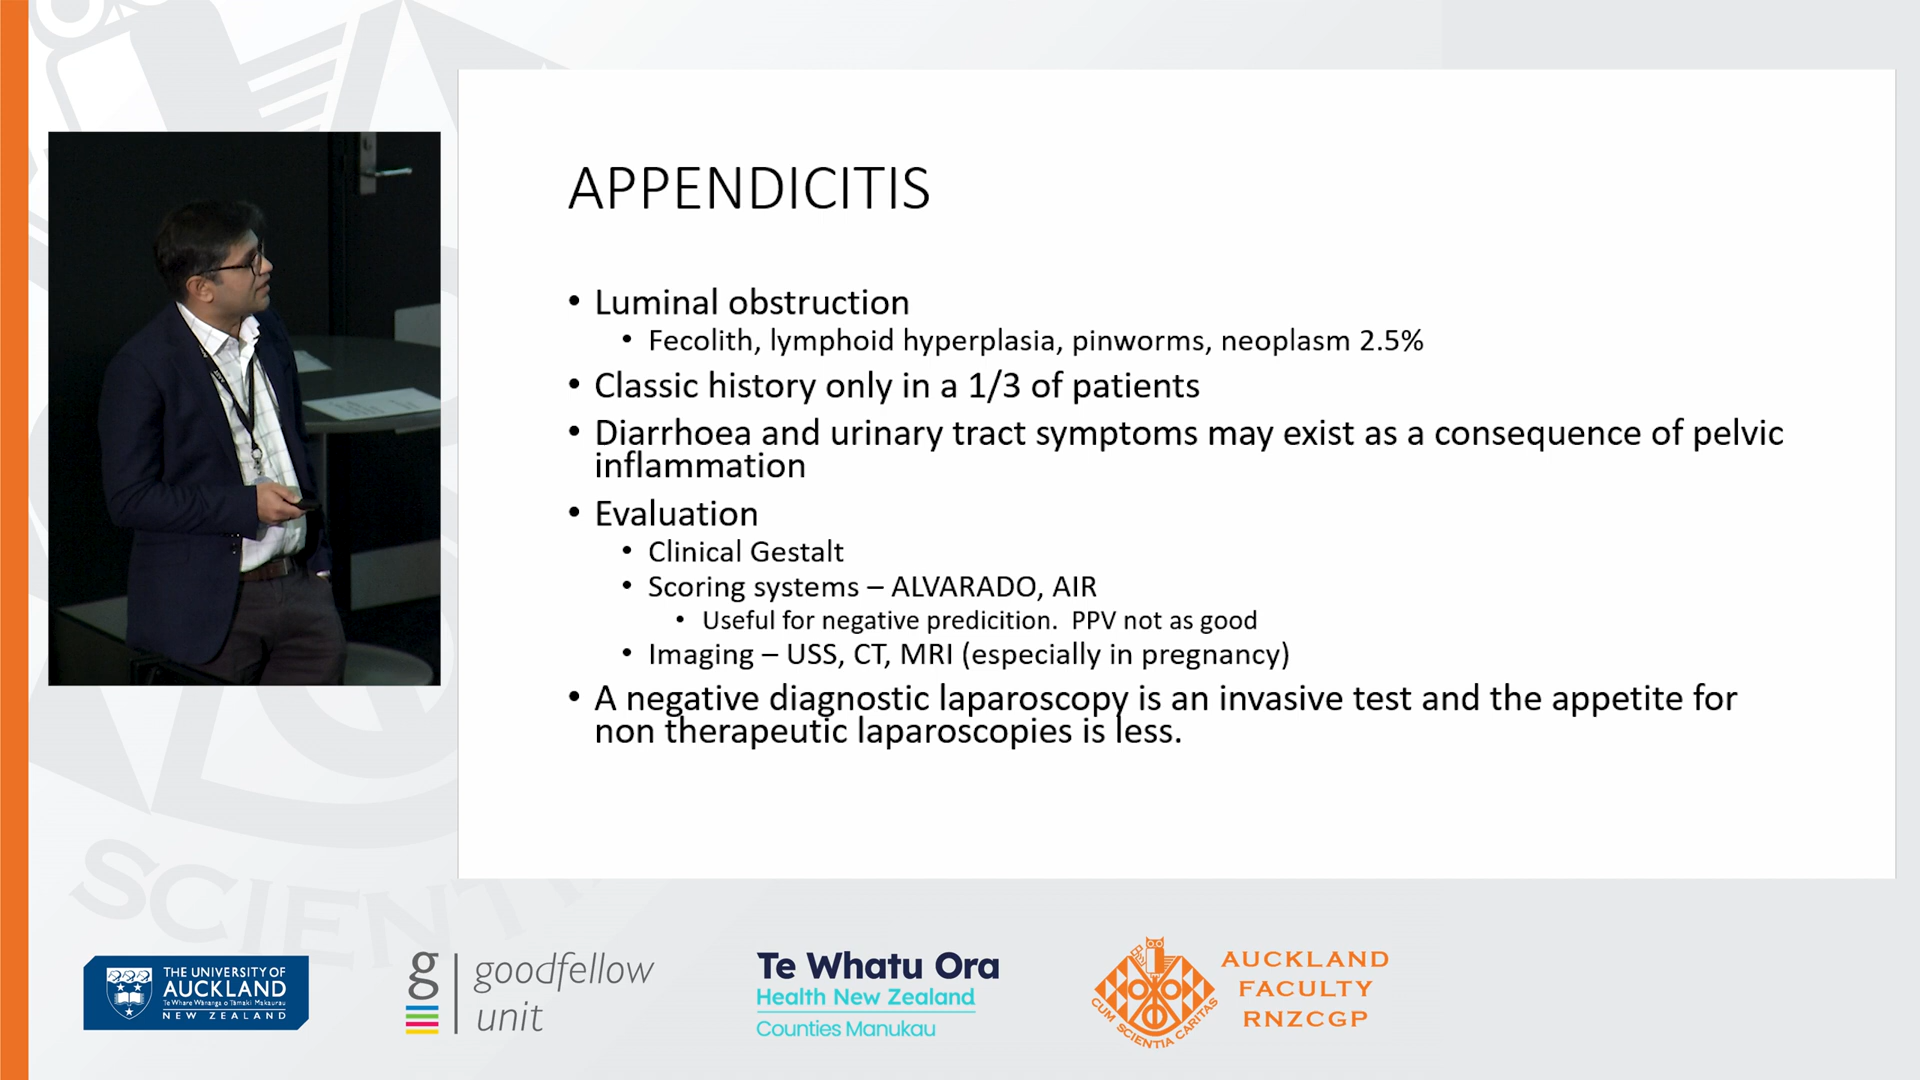 APPENDICITIS
• Luminal obstruction
• Fecolith, lymphoid hyperplasia, pinworms, neoplasm 2.5%
• Classic history only in a 1/3 of patients
• Diarrhoea and urinary tract symptoms may exist as a consequence of pelvic
inflammation
• Evaluation
• Clinical Gestalt
• Scoring systems – ALVARADO, AIR
• Useful for negative predicition.  PPV not as good
• Imaging – USS, CT, MRI (especially in pregnancy)
• A negative diagnostic laparoscopy is an invasive test and the appetite for
non therapeutic laparoscopies is less.
SCIENTI
THE UNIVERSITY OF
AUCKLAND
Te Whare Wānanga o Tāmaki Makaurau
NEW ZEALAND
g
goodfellow
unit
Te Whatu Ora
Health New Zealand
Counties Manukau
CUM SCIENTIA CARITAS
AUCKLAND
FACULTY
RNZCGP